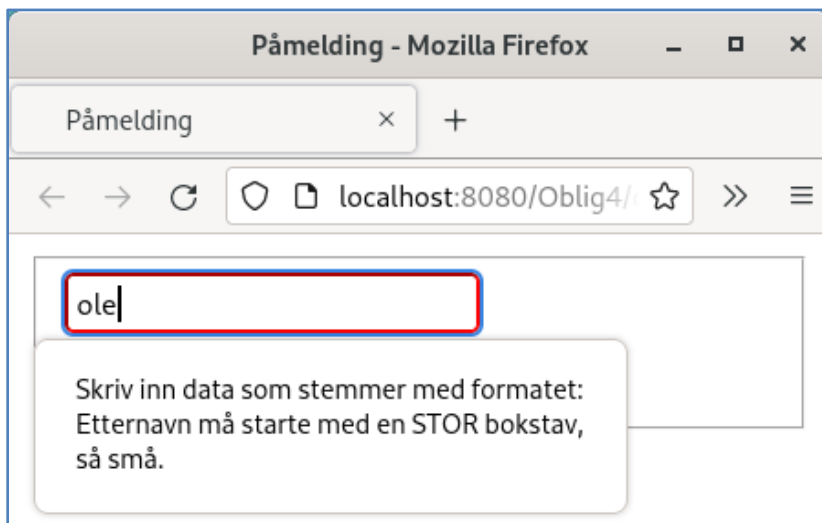 Påmelding - Mozilla Firefox
Påmelding
localhost:8080/Oblig4/
ole
Skriv inn data som stemmer med formatet:
Etternavn må starte med en STOR bokstav,
så små.